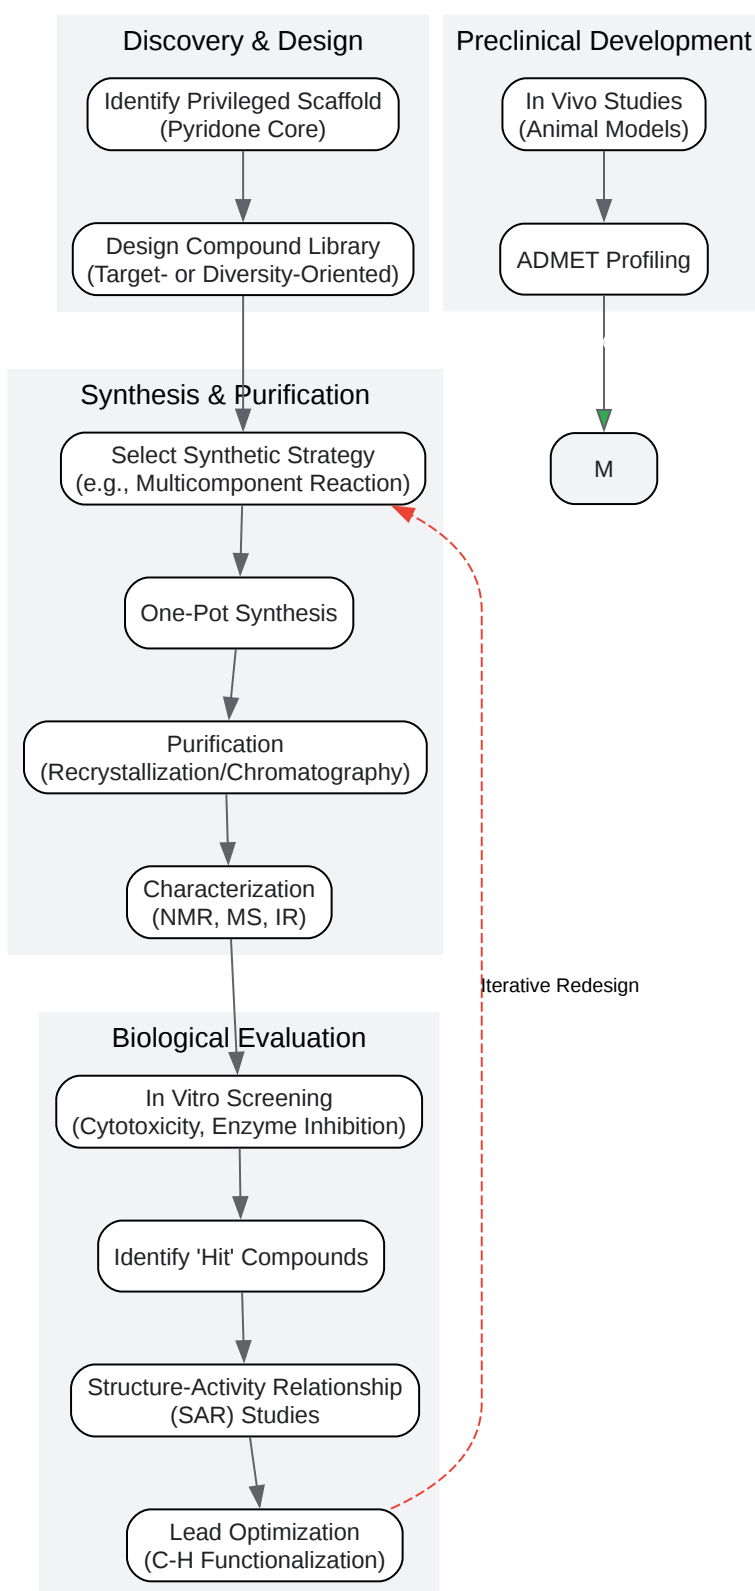 Discovery & Design
Identify Privileged Scaffold
(Pyridone Core)
Design Compound Library
(Target- or Diversity-Oriented)
Preclinical Development
In Vivo Studies
(Animal Models)
ADMET Profiling
M
Synthesis & Purification
Select Synthetic Strategy
(e.g., Multicomponent Reaction)
One-Pot Synthesis
Purification
(Recrystallization/Chromatography)
Characterization
(NMR, MS, IR)
Iterative Redesign
Biological Evaluation
In Vitro Screening
(Cytotoxicity, Enzyme Inhibition)
Identify 'Hit' Compounds
Structure-Activity Relationship
(SAR) Studies
Lead Optimization
(C-H Functionalization)